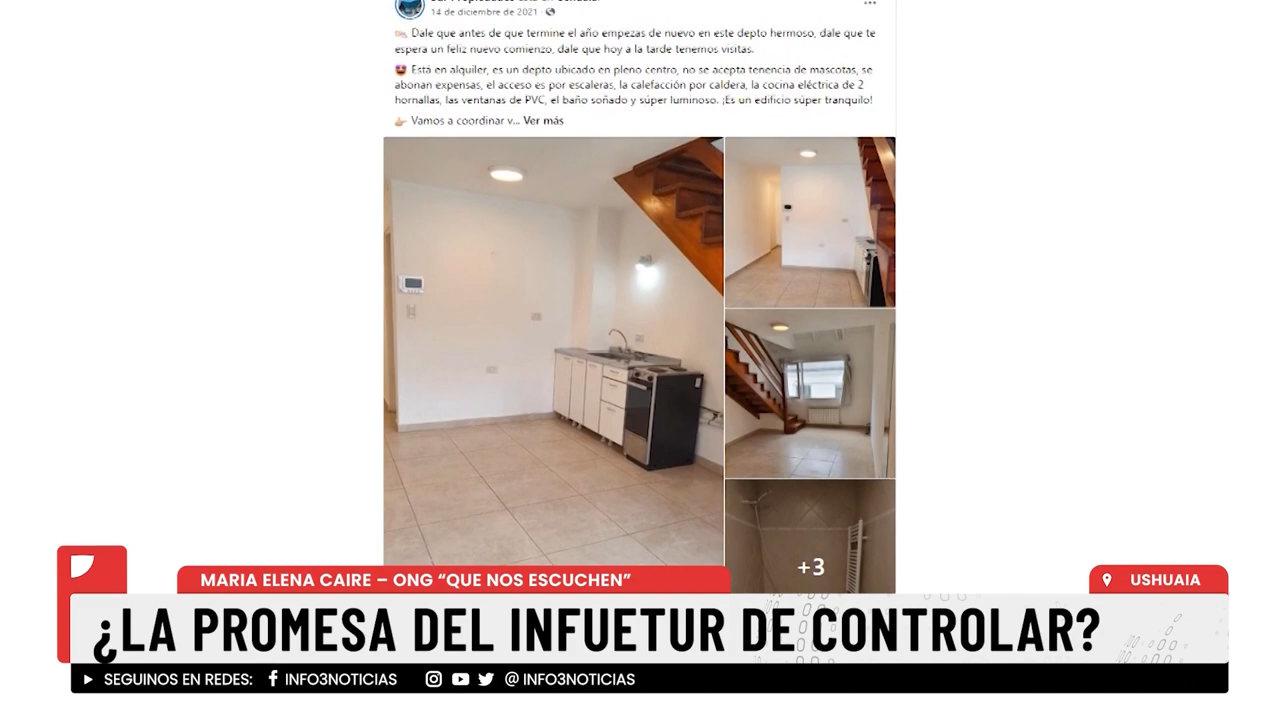 14 de diciembre de 2021 ·
Dale que antes de que termine el año empezas de nuevo en este depto hermoso, dale que te
espera un feliz nuevo comienzo, dale que hoy a la tarde tenemos visitas.
Está en alquiler, es un depto ubicado en pleno centro, no se acepta tenencia de mascotas, se
abonan expensas, el acceso es por escaleras, la calefacción por caldera, la cocina eléctrica de 2
hornallas, las ventanas de PVC, el baño soñado y súper luminoso. ¡Es un edificio súper tranquilo!
Vamos a coordinar v... Ver más
+3
MARIA ELENA CAIRE – ONG “QUE NOS ESCUCHEN”
USHUAIA
¿LA PROMESA DEL INFUETUR DE CONTROLAR?
SEGUINOS EN REDES: INFO3NOTICIAS @INFO3NOTICIAS